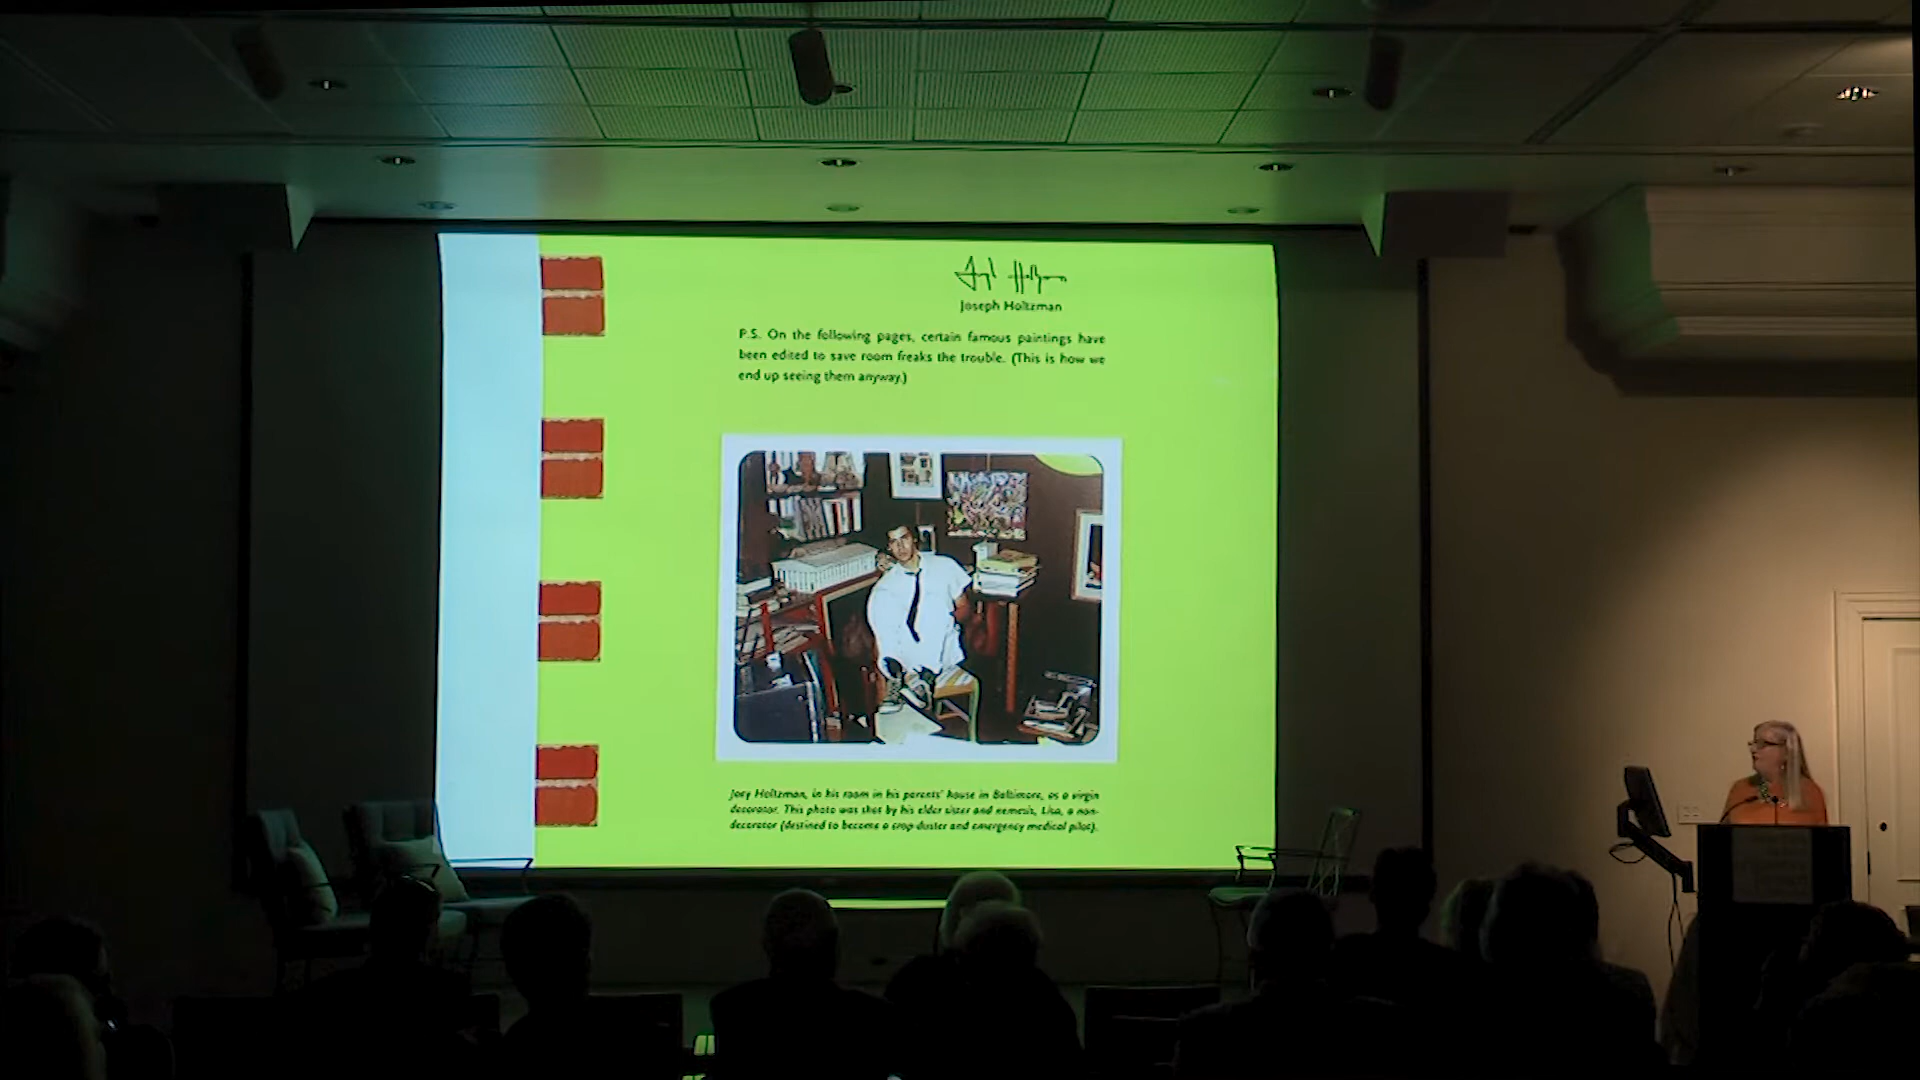 Joseph Holtzman
Joseph Holtzman
P.S. On the following pages, certain famous paintings have
been edited to save room freaks the trouble. (This is how we
end up seeing them anyway.)
Joey Holtzman, in his room in his parents' house in Baltimore, as a virgin
decorator. This photo was shot by his elder sister and nemesis, Lisa, a non-
decorator (destined to become a crop duster and emergency medical pilot).